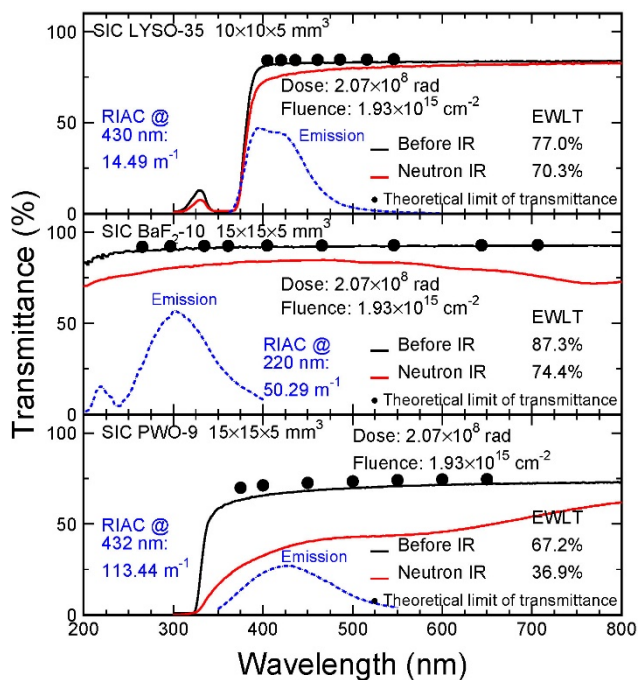 100
SIC LYSO-35 10×10×5 mm³
Dose: 2.07×10⁸ rad
Fluence: 1.93×10¹⁵ cm⁻²
RIAC @
430 nm:
14.49 m⁻¹
Emission
EWLT
Before IR 77.0%
Neutron IR 70.3%
Theoretical limit of transmittance
75
50
25
0
100
SIC BaF₂-10 15×15×5 mm³
Dose: 2.07×10⁸ rad
Fluence: 1.93×10¹⁵ cm⁻²
Emission
RIAC @
220 nm:
50.29 m⁻¹
EWLT
Before IR 87.3%
Neutron IR 74.4%
Theoretical limit of transmittance
50
0
100
SIC PWO-9 15×15×5 mm³
Dose: 2.07×10⁸ rad
Fluence: 1.93×10¹⁵ cm⁻²
RIAC @
432 nm:
113.44 m⁻¹
Emission
EWLT
Before IR 67.2%
Neutron IR 36.9%
Theoretical limit of transmittance
50
0
200 300 400 500 600 700 800
Wavelength (nm)
Transmittance (%)